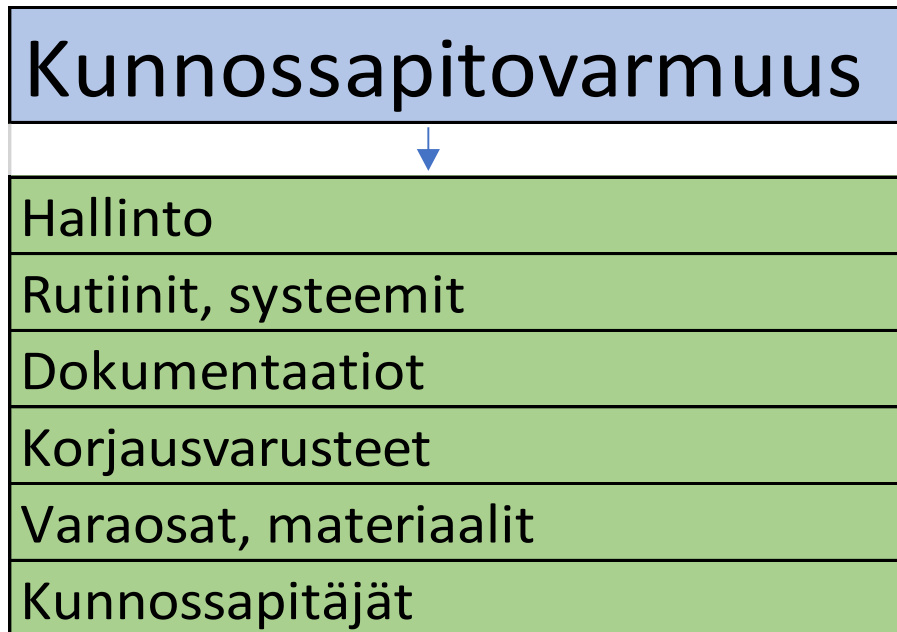 Kunnossapitovarmuus
Hallinto
Rutiinit, systeemit
Dokumentaatiot
Korjausvarusteet
Varaosat, materiaalit
Kunnossapitäjät